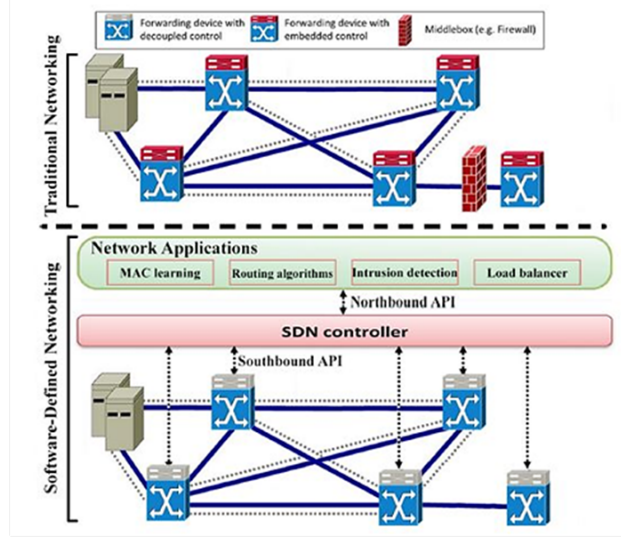 Forwarding device with
decoupled control
Forwarding device with
embedded control
Middlebox (e.g. Firewall)
Traditional Networking
Software-Defined Networking
Network Applications
MAC learning
Routing algorithms
Intrusion detection
Load balancer
Northbound API
SDN controller
Southbound API